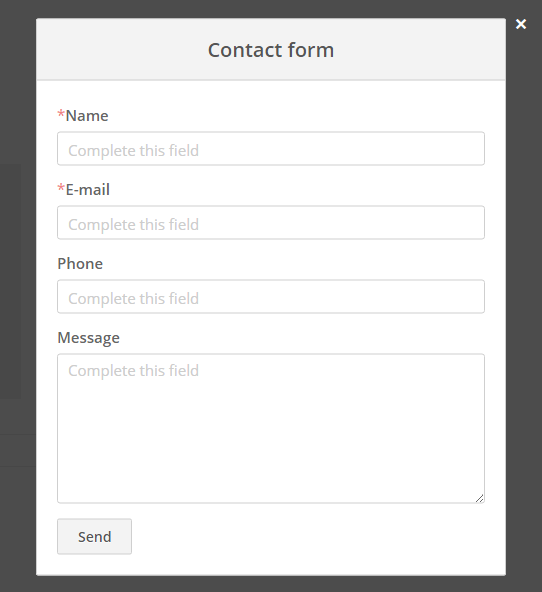 Contact form
*Name
Complete this field
*E-mail
Complete this field
Phone
Complete this field
Message
Complete this field
Send